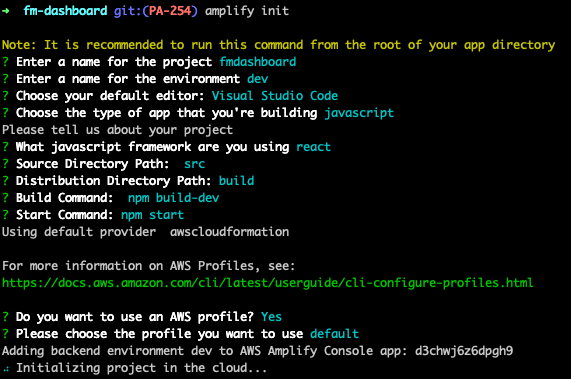 ➜  fm-dashboard git:(PA-254) amplify init
Note: It is recommended to run this command from the root of your app directory
? Enter a name for the project fmdashboard
? Enter a name for the environment dev
? Choose your default editor: Visual Studio Code
? Choose the type of app that you're building javascript
Please tell us about your project
? What javascript framework are you using react
? Source Directory Path:  src
? Distribution Directory Path: build
? Build Command:  npm build-dev
? Start Command: npm start
Using default provider  awscloudformation
For more information on AWS Profiles, see:
https://docs.aws.amazon.com/cli/latest/userguide/cli-configure-profiles.html
? Do you want to use an AWS profile? Yes
? Please choose the profile you want to use default
Adding backend environment dev to AWS Amplify Console app: d3chwj6z6dpgh9
⠴ Initializing project in the cloud...